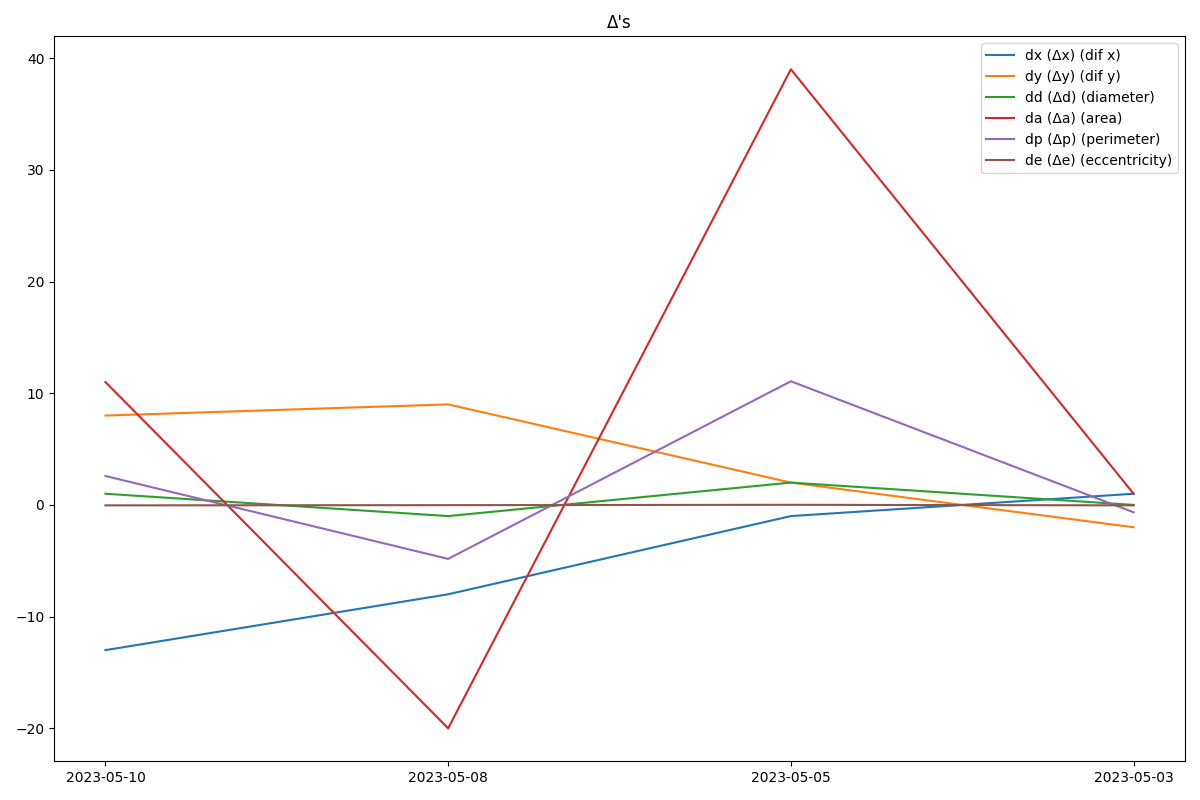 Δ's
dx (Δx) (dif x)
dy (Δy) (dif y)
dd (Δd) (diameter)
da (Δa) (area)
dp (Δp) (perimeter)
de (Δe) (eccentricity)
40
30
20
10
0
−10
−20
2023-05-10 2023-05-08 2023-05-05 2023-05-03